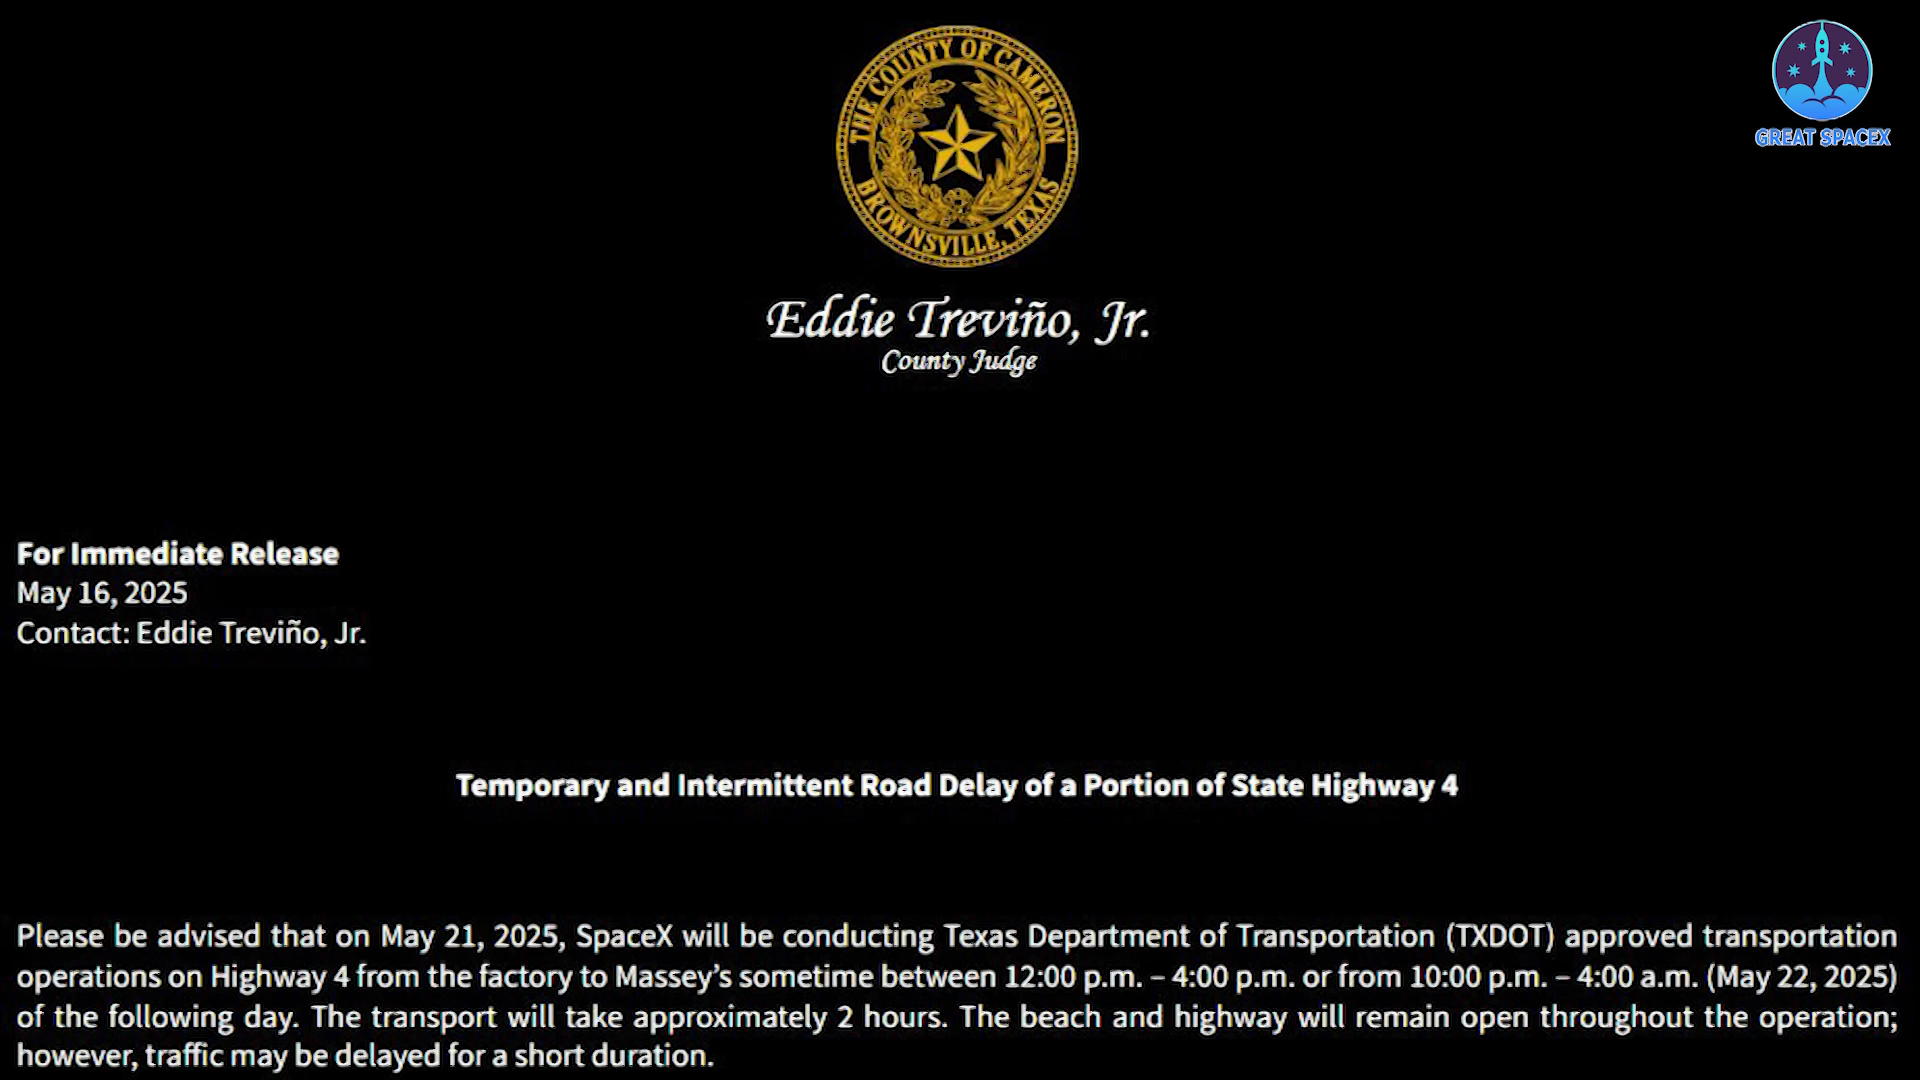 THE COUNTY OF CAMERON
BROWNSVILLE, TEXAS
GREAT SPACEX
Eddie Treviño, Jr.
County Judge
For Immediate Release
May 16, 2025
Contact: Eddie Treviño, Jr.
Temporary and Intermittent Road Delay of a Portion of State Highway 4
Please be advised that on May 21, 2025, SpaceX will be conducting Texas Department of Transportation (TXDOT) approved transportation
operations on Highway 4 from the factory to Massey’s sometime between 12:00 p.m. – 4:00 p.m. or from 10:00 p.m. – 4:00 a.m. (May 22, 2025)
of the following day. The transport will take approximately 2 hours. The beach and highway will remain open throughout the operation;
however, traffic may be delayed for a short duration.